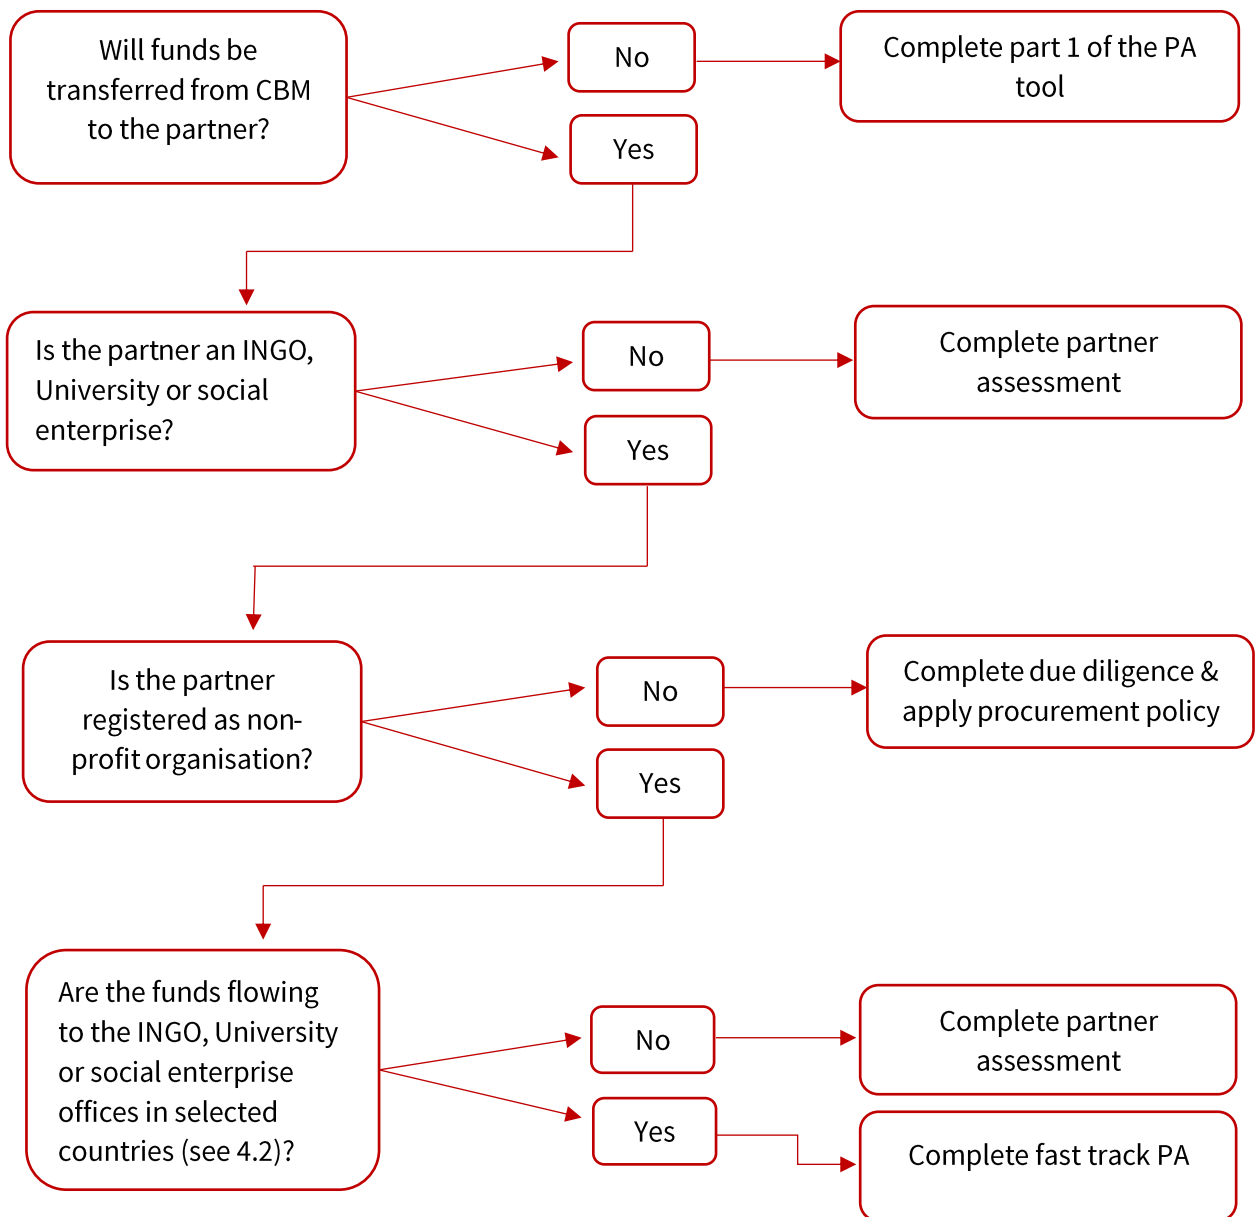 Will funds be
transferred from CBM
to the partner?
No
Complete part 1 of the PA
tool
Yes
Is the partner an INGO,
University or social
enterprise?
No
Complete partner
assessment
Yes
Is the partner
registered as non-
profit organisation?
No
Complete due diligence &
apply procurement policy
Yes
Are the funds flowing
to the INGO, University
or social enterprise
offices in selected
countries (see 4.2)?
No
Complete partner
assessment
Yes
Complete fast track PA